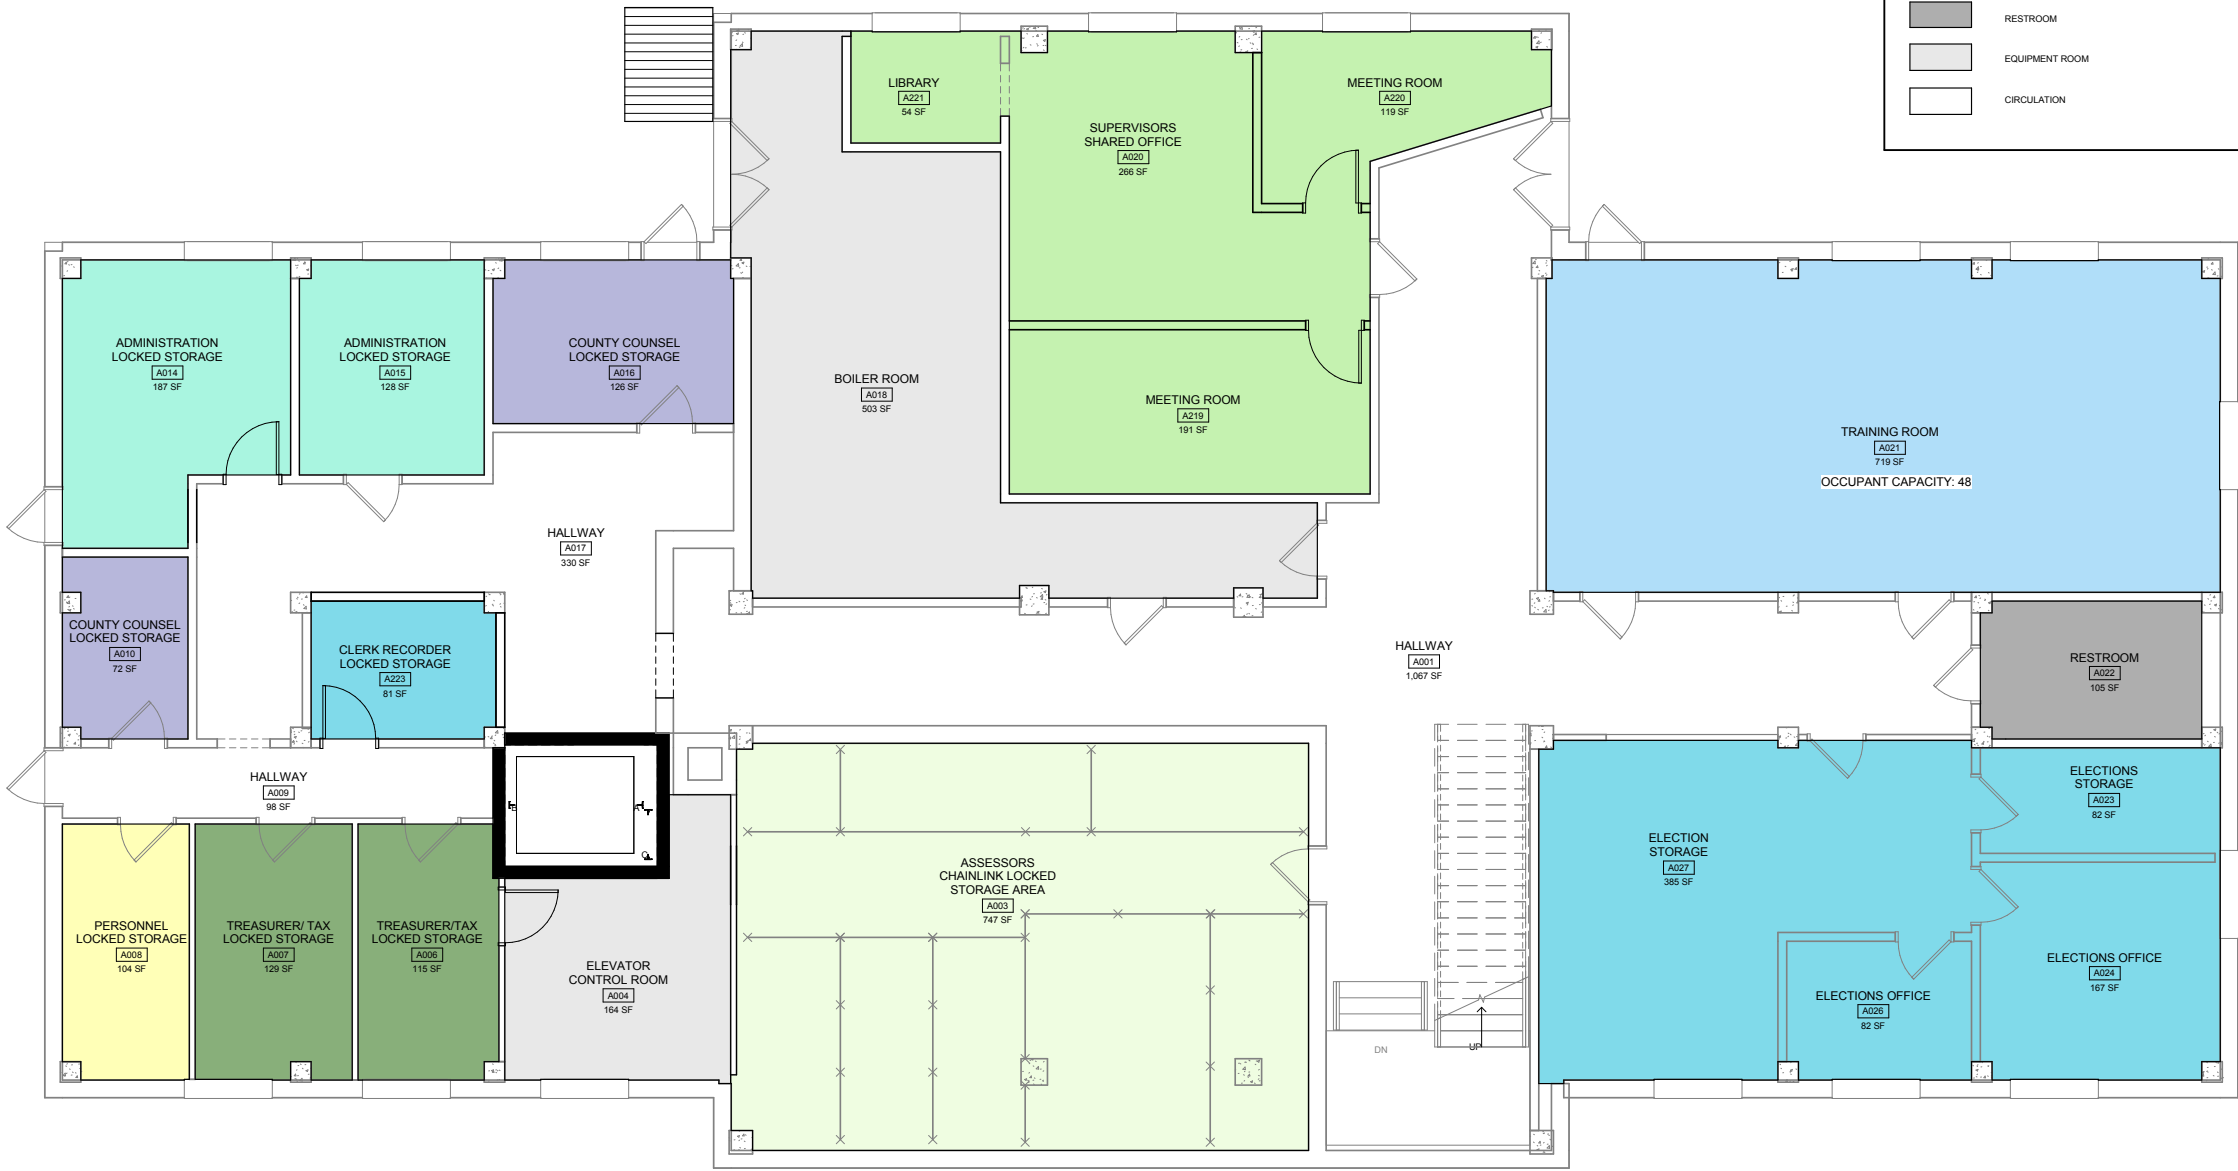 RESTROOM
EQUIPMENT ROOM
CIRCULATION
LIBRARY
A221
54 SF
SUPERVISORS
SHARED OFFICE
A020
266 SF
MEETING ROOM
A220
119 SF
ADMINISTRATION
LOCKED STORAGE
A014
187 SF
ADMINISTRATION
LOCKED STORAGE
A015
128 SF
COUNTY COUNSEL
LOCKED STORAGE
A016
126 SF
BOILER ROOM
A018
503 SF
MEETING ROOM
A219
191 SF
TRAINING ROOM
A021
719 SF
OCCUPANT CAPACITY: 48
HALLWAY
A017
330 SF
COUNTY COUNSEL
LOCKED STORAGE
A010
72 SF
CLERK RECORDER
LOCKED STORAGE
A223
81 SF
HALLWAY
A001
1,067 SF
RESTROOM
A022
105 SF
HALLWAY
A009
98 SF
ELECTIONS
STORAGE
A023
82 SF
ELECTION
STORAGE
A027
385 SF
ASSESSORS
CHAINLINK LOCKED
STORAGE AREA
A003
747 SF
PERSONNEL
LOCKED STORAGE
A008
104 SF
TREASURER/ TAX
LOCKED STORAGE
A007
129 SF
TREASURER/TAX
LOCKED STORAGE
A006
115 SF
ELEVATOR
CONTROL ROOM
A004
164 SF
ELECTIONS OFFICE
A024
167 SF
ELECTIONS OFFICE
A026
82 SF
DN
UP